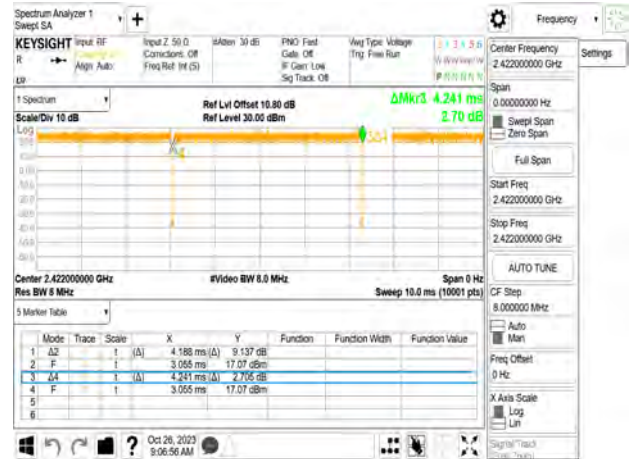 Spectrum Analyzer 1
Swept SA
Frequency
KEYSIGHT Input: RF
Input Z: 50 Ω
#Atten: 30 dB
PNO: Fast
Avg Type: Voltage
R
Align: Auto
Corrections: Off
Gate: Off
Trig: Free Run
Freq Ref: Int (S)
IF Gain: Low
Sig Track: Off
Center Frequency
2.422000000 GHz
Settings
Span
0.00000000 Hz
Swept Span
Zero Span
Full Span
Start Freq
2.422000000 GHz
Stop Freq
2.422000000 GHz
AUTO TUNE
CF Step
8.000000 MHz
Auto
Man
Freq Offset
0 Hz
X Axis Scale
Log
Lin
Signal Track
1 Spectrum
Ref Lvl Offset 10.80 dB
ΔMkr3 4.241 ms
Scale/Div 10 dB
Ref Level 30.00 dBm
2.70 dB
Log
3Δ4
Center 2.422000000 GHz
#Video BW 8.0 MHz
Span 0 Hz
Res BW 8 MHz
Sweep 10.0 ms (10001 pts)
5 Marker Table
Mode Trace Scale X Y Function Function Width Function Value
1 Δ2 t (Δ) 4.188 ms (Δ) 9.137 dB
2 F t 3.055 ms 17.07 dBm
3 Δ4 t (Δ) 4.241 ms (Δ) 2.705 dB
4 F t 3.055 ms 17.07 dBm
5
6
Oct 26, 2023
9:06:56 AM